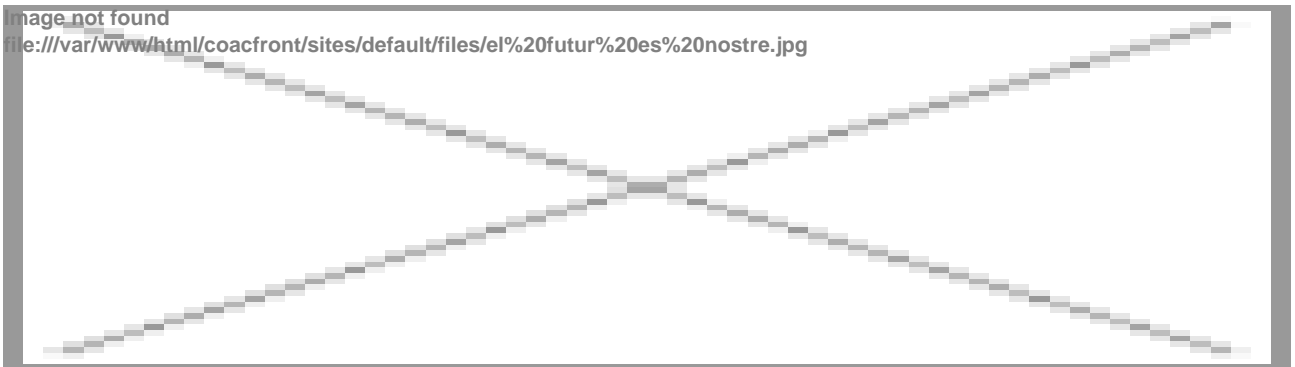 Image not found
file:///var/www/html/coacfront/sites/default/files/el%20futur%20es%20nostre.jpg